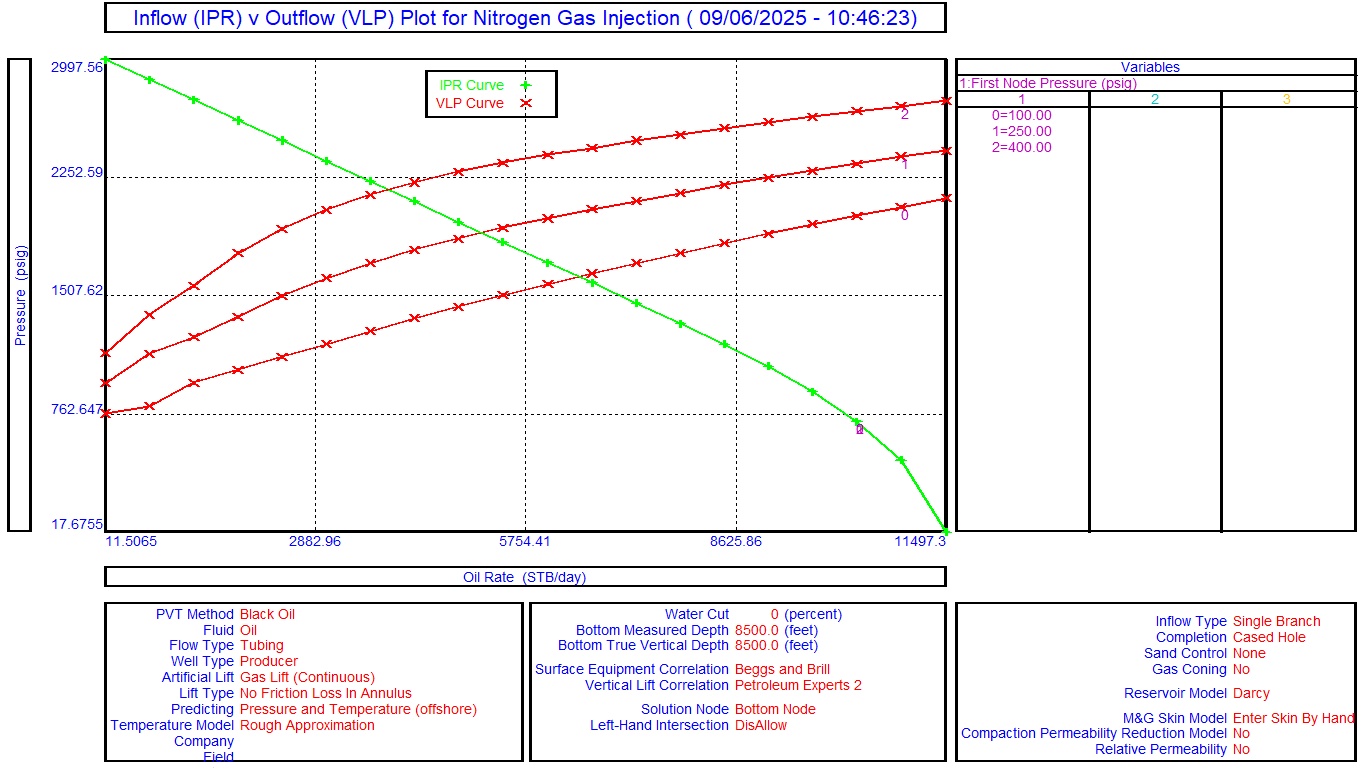 Inflow (IPR) v Outflow (VLP) Plot for Nitrogen Gas Injection ( 09/06/2025 - 10:46:23)
IPR Curve
VLP Curve
2997.56
2252.59
1507.62
762.647
17.6755
Pressure (psig)
2
1
0
2
11.5065
2882.96
5754.41
8625.86
11497.3
Oil Rate (STB/day)
Variables
1:First Node Pressure (psig)
1 2 3
0=100.00
1=250.00
2=400.00
PVT Method Black Oil
Fluid Oil
Flow Type Tubing
Well Type Producer
Artificial Lift Gas Lift (Continuous)
Lift Type No Friction Loss In Annulus
Predicting Pressure and Temperature (offshore)
Temperature Model Rough Approximation
Company
Field
Water Cut 0 (percent)
Bottom Measured Depth 8500.0 (feet)
Bottom True Vertical Depth 8500.0 (feet)
Surface Equipment Correlation Beggs and Brill
Vertical Lift Correlation Petroleum Experts 2
Solution Node Bottom Node
Left-Hand Intersection DisAllow
Inflow Type Single Branch
Completion Cased Hole
Sand Control None
Gas Coning No
Reservoir Model Darcy
M&G Skin Model Enter Skin By Hand
Compaction Permeability Reduction Model No
Relative Permeability No